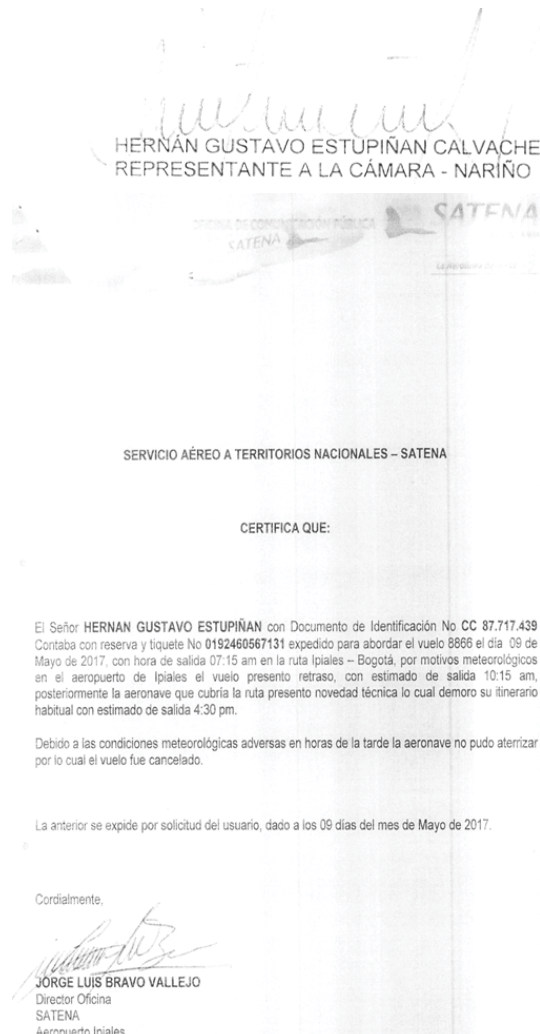 HERNÁN GUSTAVO ESTUPIÑAN CALVACHE
REPRESENTANTE A LA CÁMARA - NARIÑO
SATENA
OFICINA DE COMUNICACIÓN PÚBLICA
SATENA
SERVICIO AÉREO A TERRITORIOS NACIONALES – SATENA
CERTIFICA QUE:
El Señor HERNAN GUSTAVO ESTUPIÑAN con Documento de Identificación No CC 87.717.439
Contaba con reserva y tiquete No 0192460567131 expedido para abordar el vuelo 8866 el día 09 de
Mayo de 2017, con hora de salida 07:15 am en la ruta Ipiales – Bogotá, por motivos meteorológicos
en el aeropuerto de Ipiales el vuelo presento retraso, con estimado de salida 10:15 am,
posteriormente la aeronave que cubría la ruta presento novedad técnica lo cual demoro su itinerario
habitual con estimado de salida 4:30 pm.
Debido a las condiciones meteorológicas adversas en horas de la tarde la aeronave no pudo aterrizar
por lo cual el vuelo fue cancelado.
La anterior se expide por solicitud del usuario, dado a los 09 días del mes de Mayo de 2017.
Cordialmente,
JORGE LUIS BRAVO VALLEJO
Director Oficina
SATENA
Aeropuerto Ipiales